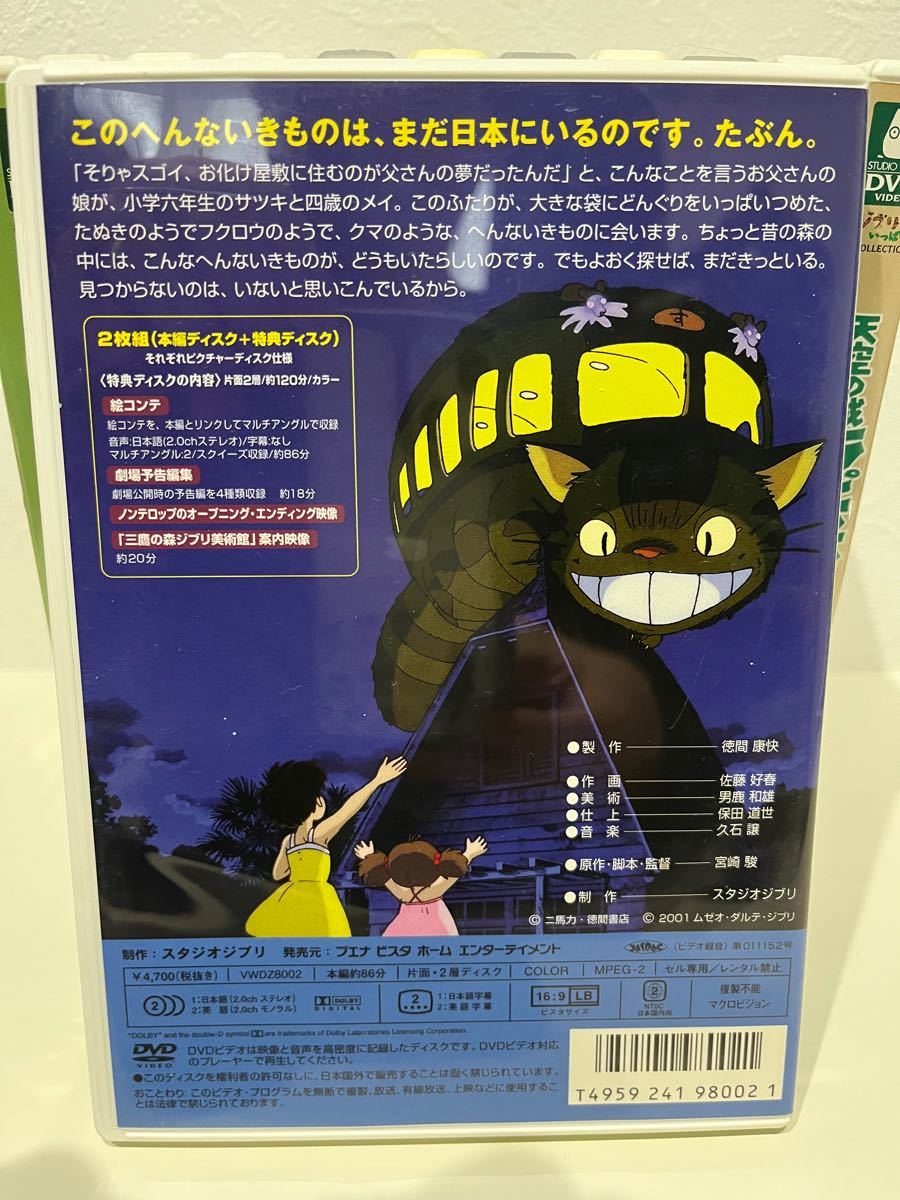 このへんないきものは、まだ日本にいるのです。たぶん。
「そりゃスゴイ、お化け屋敷に住むのが父さんの夢だったんだ」と、こんなことを言うお父さんの
娘が、小学六年生のサツキと四歳のメイ。このふたりが、大きな袋にどんぐりをいっぱいつめた、
たぬきのようでフクロウのようで、クマのような、へんないきものに会います。ちょっと昔の森の
中には、こんなへんないきものが、どうもいたらしいのです。でもよおく探せば、まだきっといる。
見つからないのは、いないと思いこんでいるから。
2枚組(本編ディスク+特典ディスク)
それぞれピクチャーディスク仕様
〈特典ディスクの内容〉片面2層/約120分/カラー
絵コンテ
絵コンテを、本編とリンクしてマルチアングルで収録
音声:日本語(2.0chステレオ)/字幕:なし
マルチアングル:2/スクイーズ収録/約86分
劇場予告編集
劇場公開時の予告編を4種類収録 約18分
ノンテロップのオープニング・エンディング映像
「三鷹の森ジブリ美術館」案内映像
約20分
す
●製 作 徳間 康快
●作 画 佐藤 好春
●美 術 男鹿 和雄
●仕 上 保田 道世
●音 楽 久石 譲
●原作・脚本・監督 宮崎 駿
●制 作 スタジオジブリ
© 二馬力・徳間書店 © 2001 ムゼオ・ダルテ・ジブリ
制作:スタジオジブリ 発売元:ブエナ ビスタ ホーム エンターテイメント
(ビデオ録音)第011152号
¥4,700(税抜き) VWDZ8002 本編約86分 片面・2層ディスク COLOR MPEG-2 セル専用/レンタル禁止
2 1:日本語(2.0ch ステレオ)
2:英 語(2.0ch モノラル)
DOLBY DIGITAL
2 1:日本語字幕
2:英語字幕
16:9 LB
ビスタサイズ
2
NTSC
日本国内向
複製不能
マクロビジョン
"DOLBY" and the double-D symbol are trademarks of Dolby Laboratories Licensing Corporation.
DVD VIDEO
DVDビデオは映像と音声を高密度に記録したディスクです。DVDビデオ対応
のプレーヤーで再生してください。
●このディスクを権利者の許可なしに、日本国外で販売することは固く禁じられています。
おことわり:このビデオ・プログラムを無断で複製、放送、有線放送、上映などに使用するこ
とは法律で禁じられております。
T4959 241 98002 1
STUDIO
DVD
VIDEO
いっぱ
COLLECTION